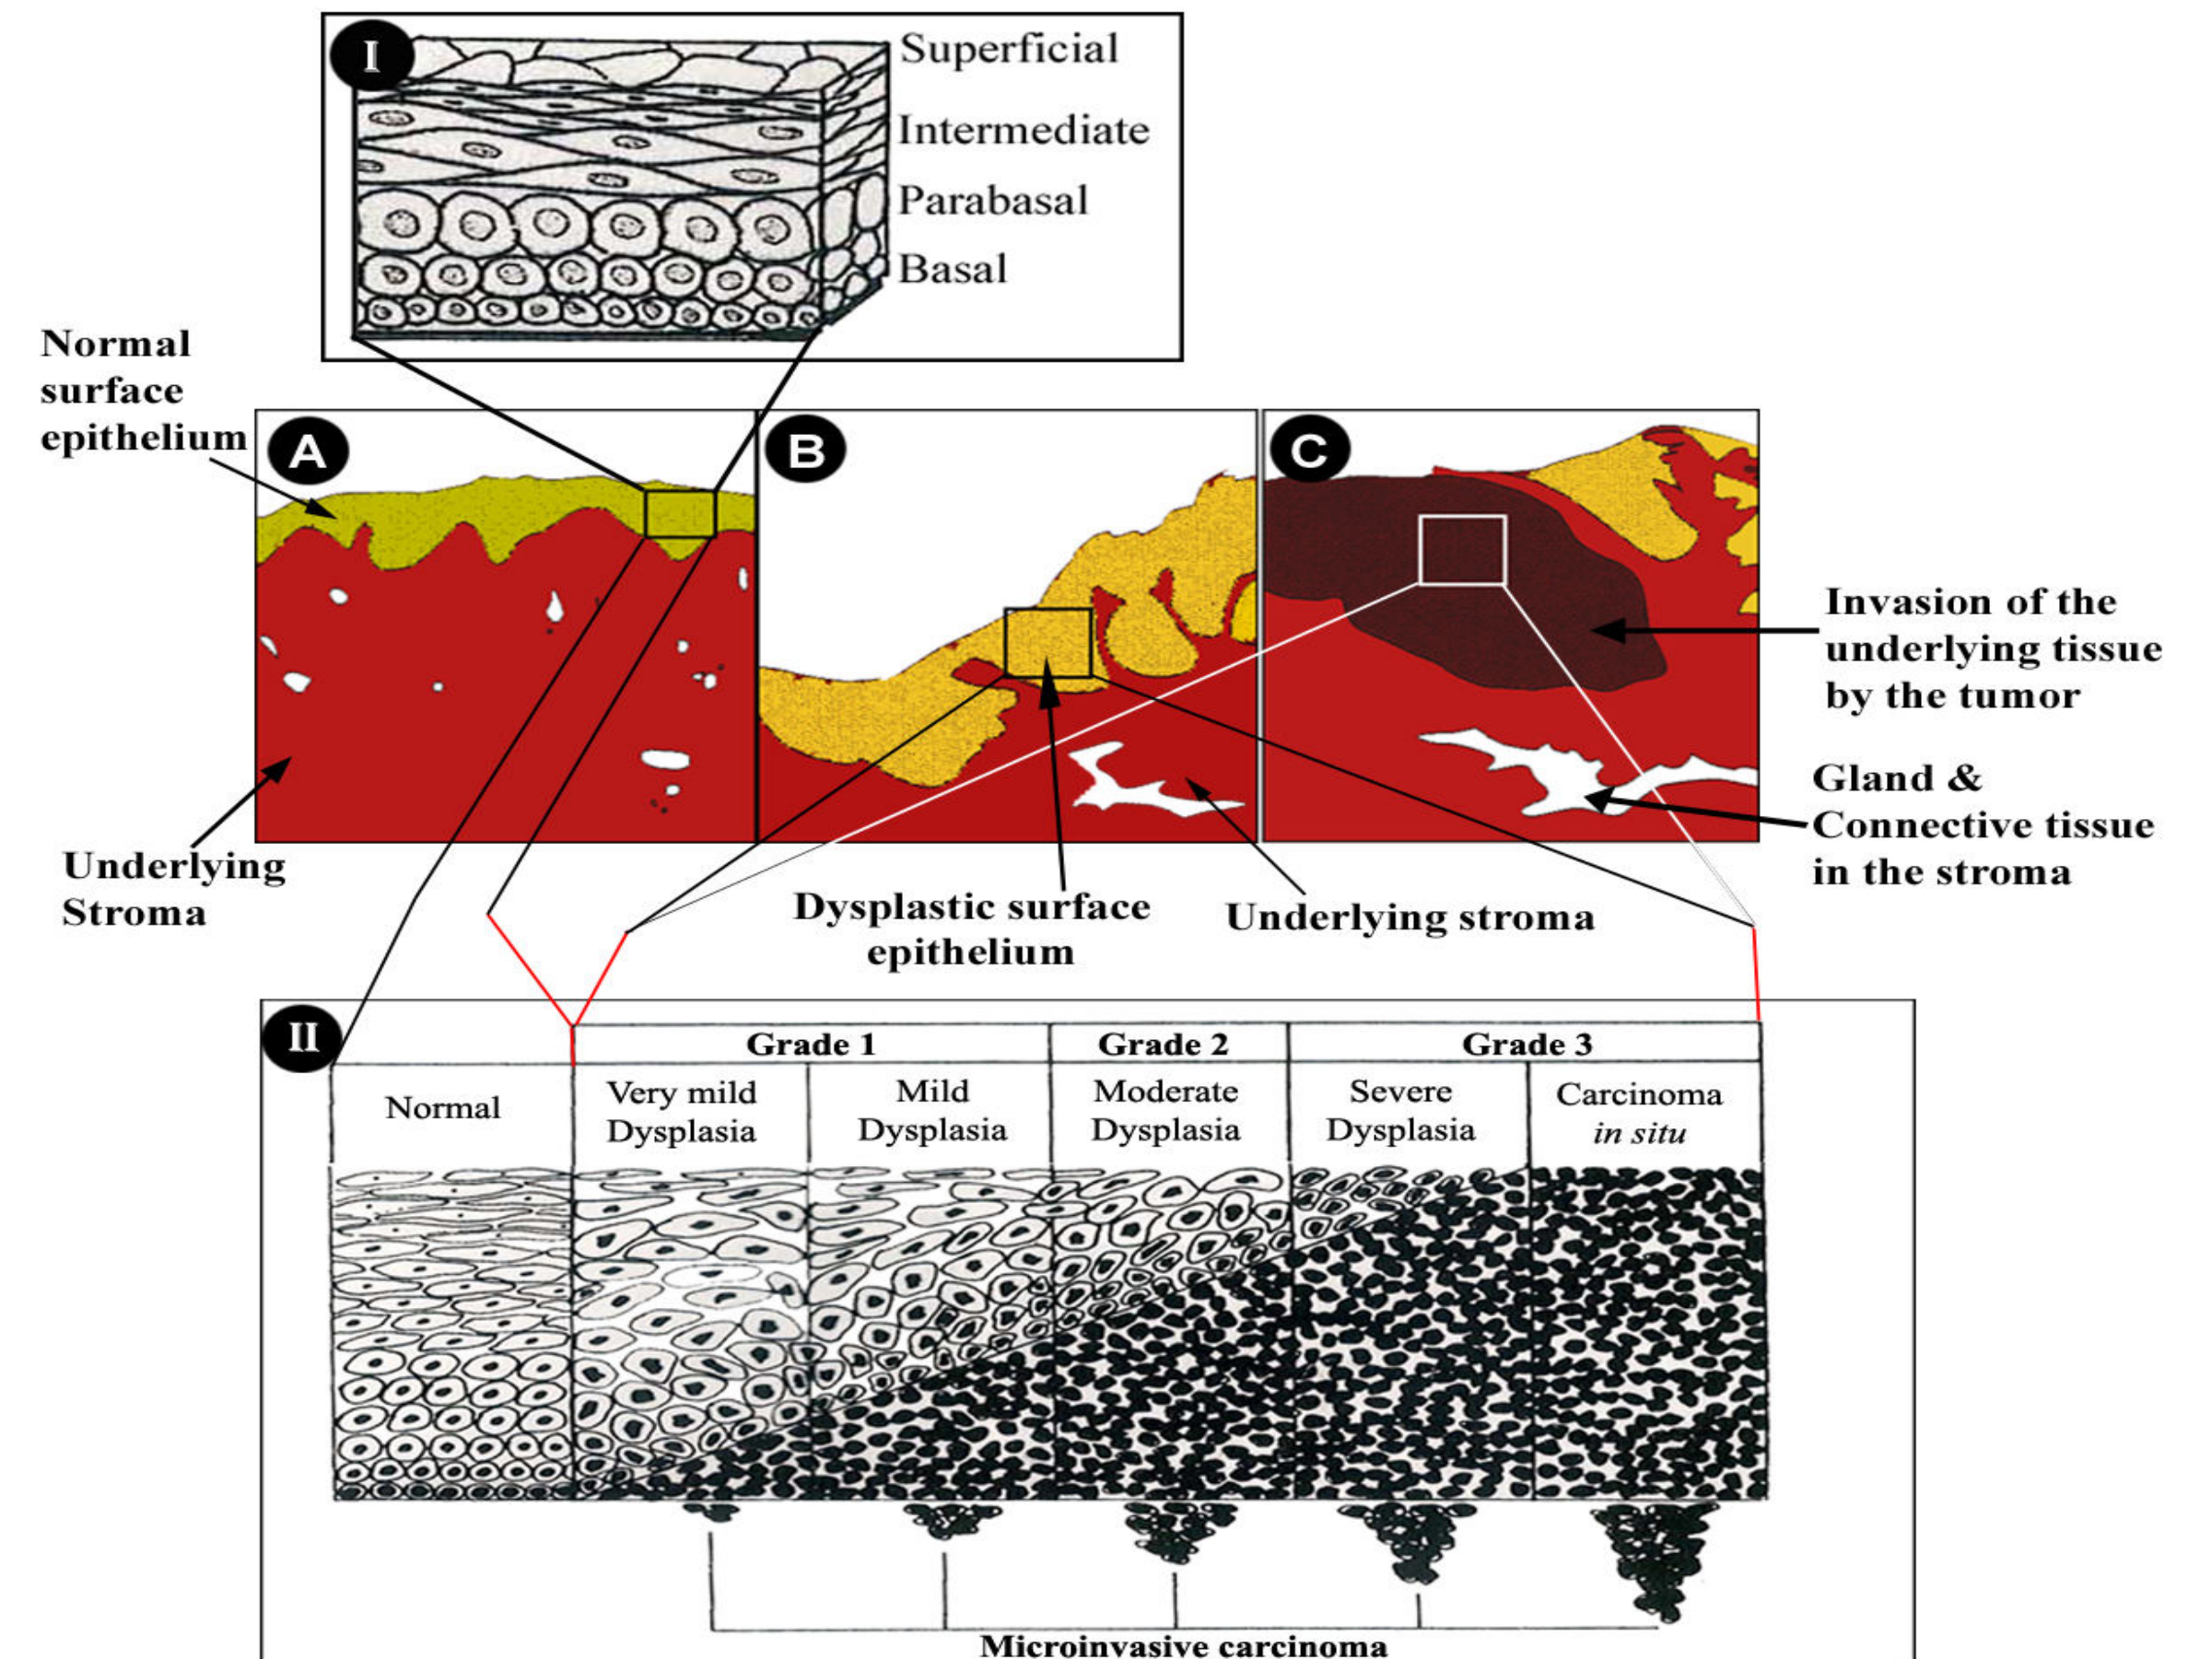 I
Superficial
Intermediate
Parabasal
Basal
Normal
surface
epithelium
A
B
C
Invasion of the
underlying tissue
by the tumor
Gland &
Connective tissue
in the stroma
Underlying
Stroma
Dysplastic surface
epithelium
Underlying stroma
II
Grade 1
Grade 2
Grade 3
Normal
Very mild
Dysplasia
Mild
Dysplasia
Moderate
Dysplasia
Severe
Dysplasia
Carcinoma
in situ
Microinvasive carcinoma